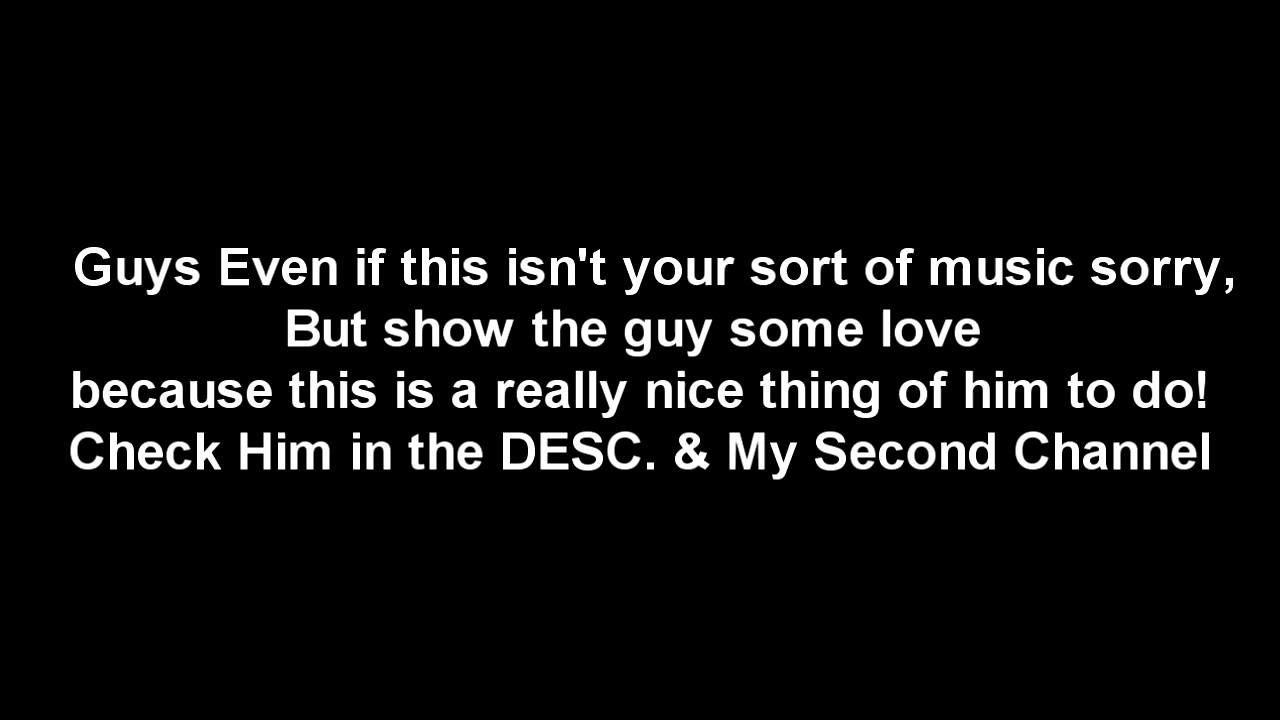 Guys Even if this isn't your sort of music sorry,
But show the guy some love
because this is a really nice thing of him to do!
Check Him in the DESC. & My Second Channel